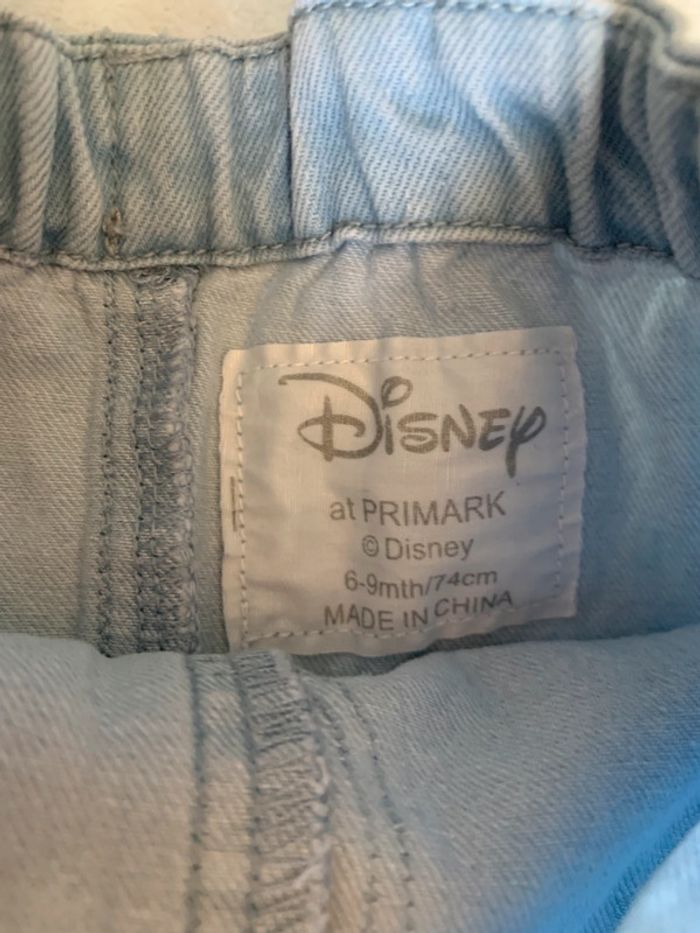 Disney
at PRIMARK
© Disney
6-9mth/74cm
MADE IN CHINA